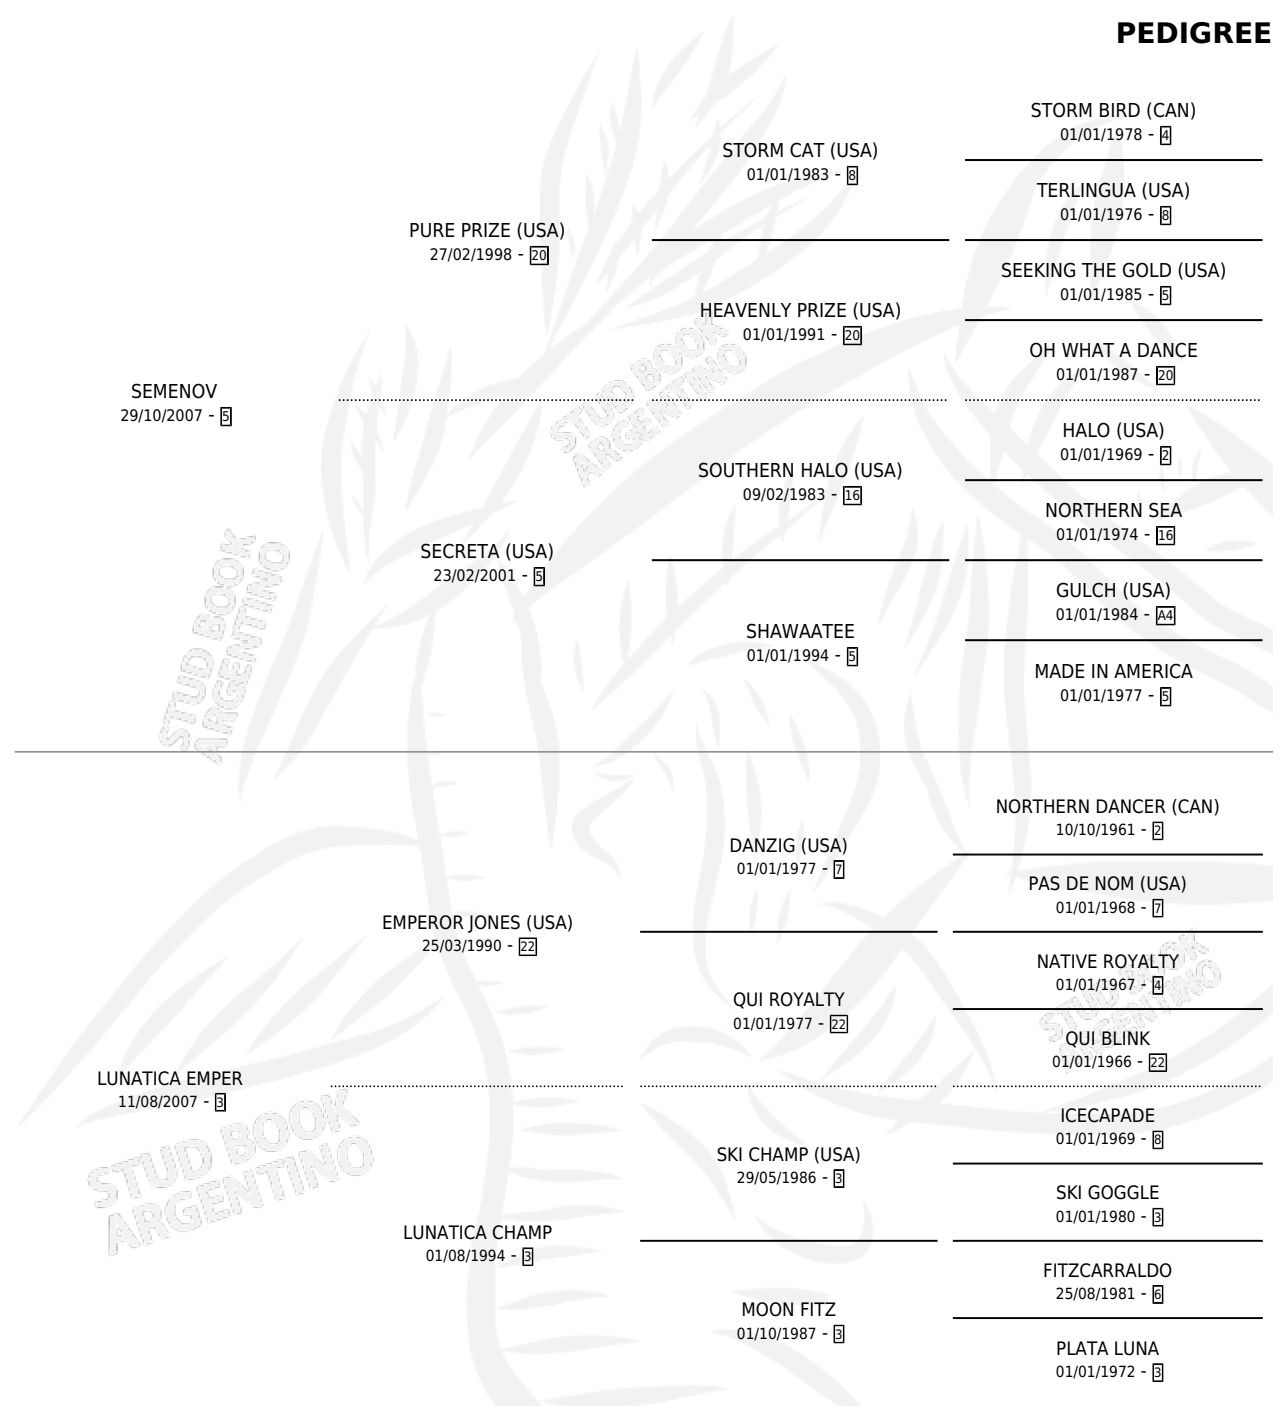 PEDIGREE
STORM BIRD (CAN)
01/01/1978 - 4
STORM CAT (USA)
01/01/1983 - 8
TERLINGUA (USA)
01/01/1976 - 8
PURE PRIZE (USA)
27/02/1998 - 20
SEEKING THE GOLD (USA)
01/01/1985 - 5
HEAVENLY PRIZE (USA)
01/01/1991 - 20
OH WHAT A DANCE
01/01/1987 - 20
SEMENOV
29/10/2007 - 5
HALO (USA)
01/01/1969 - 2
SOUTHERN HALO (USA)
09/02/1983 - 16
NORTHERN SEA
01/01/1974 - 16
SECRETA (USA)
23/02/2001 - 5
GULCH (USA)
01/01/1984 - A4
SHAWAATEE
01/01/1994 - 5
MADE IN AMERICA
01/01/1977 - 5
NORTHERN DANCER (CAN)
10/10/1961 - 2
DANZIG (USA)
01/01/1977 - 7
PAS DE NOM (USA)
01/01/1968 - 7
EMPEROR JONES (USA)
25/03/1990 - 22
NATIVE ROYALTY
01/01/1967 - 4
QUI ROYALTY
01/01/1977 - 22
QUI BLINK
01/01/1966 - 22
LUNATICA EMPER
11/08/2007 - 3
ICECAPADE
01/01/1969 - 8
SKI CHAMP (USA)
29/05/1986 - 3
SKI GOGGLE
01/01/1980 - 3
LUNATICA CHAMP
01/08/1994 - 3
FITZCARRALDO
25/08/1981 - 6
MOON FITZ
01/10/1987 - 3
PLATA LUNA
01/01/1972 - 3
STUD BOOK
ARGENTINO
STUD BOOK
ARGENTINO
STUD BOOK
ARGENTINO
STUD BOOK
ARGENTINO